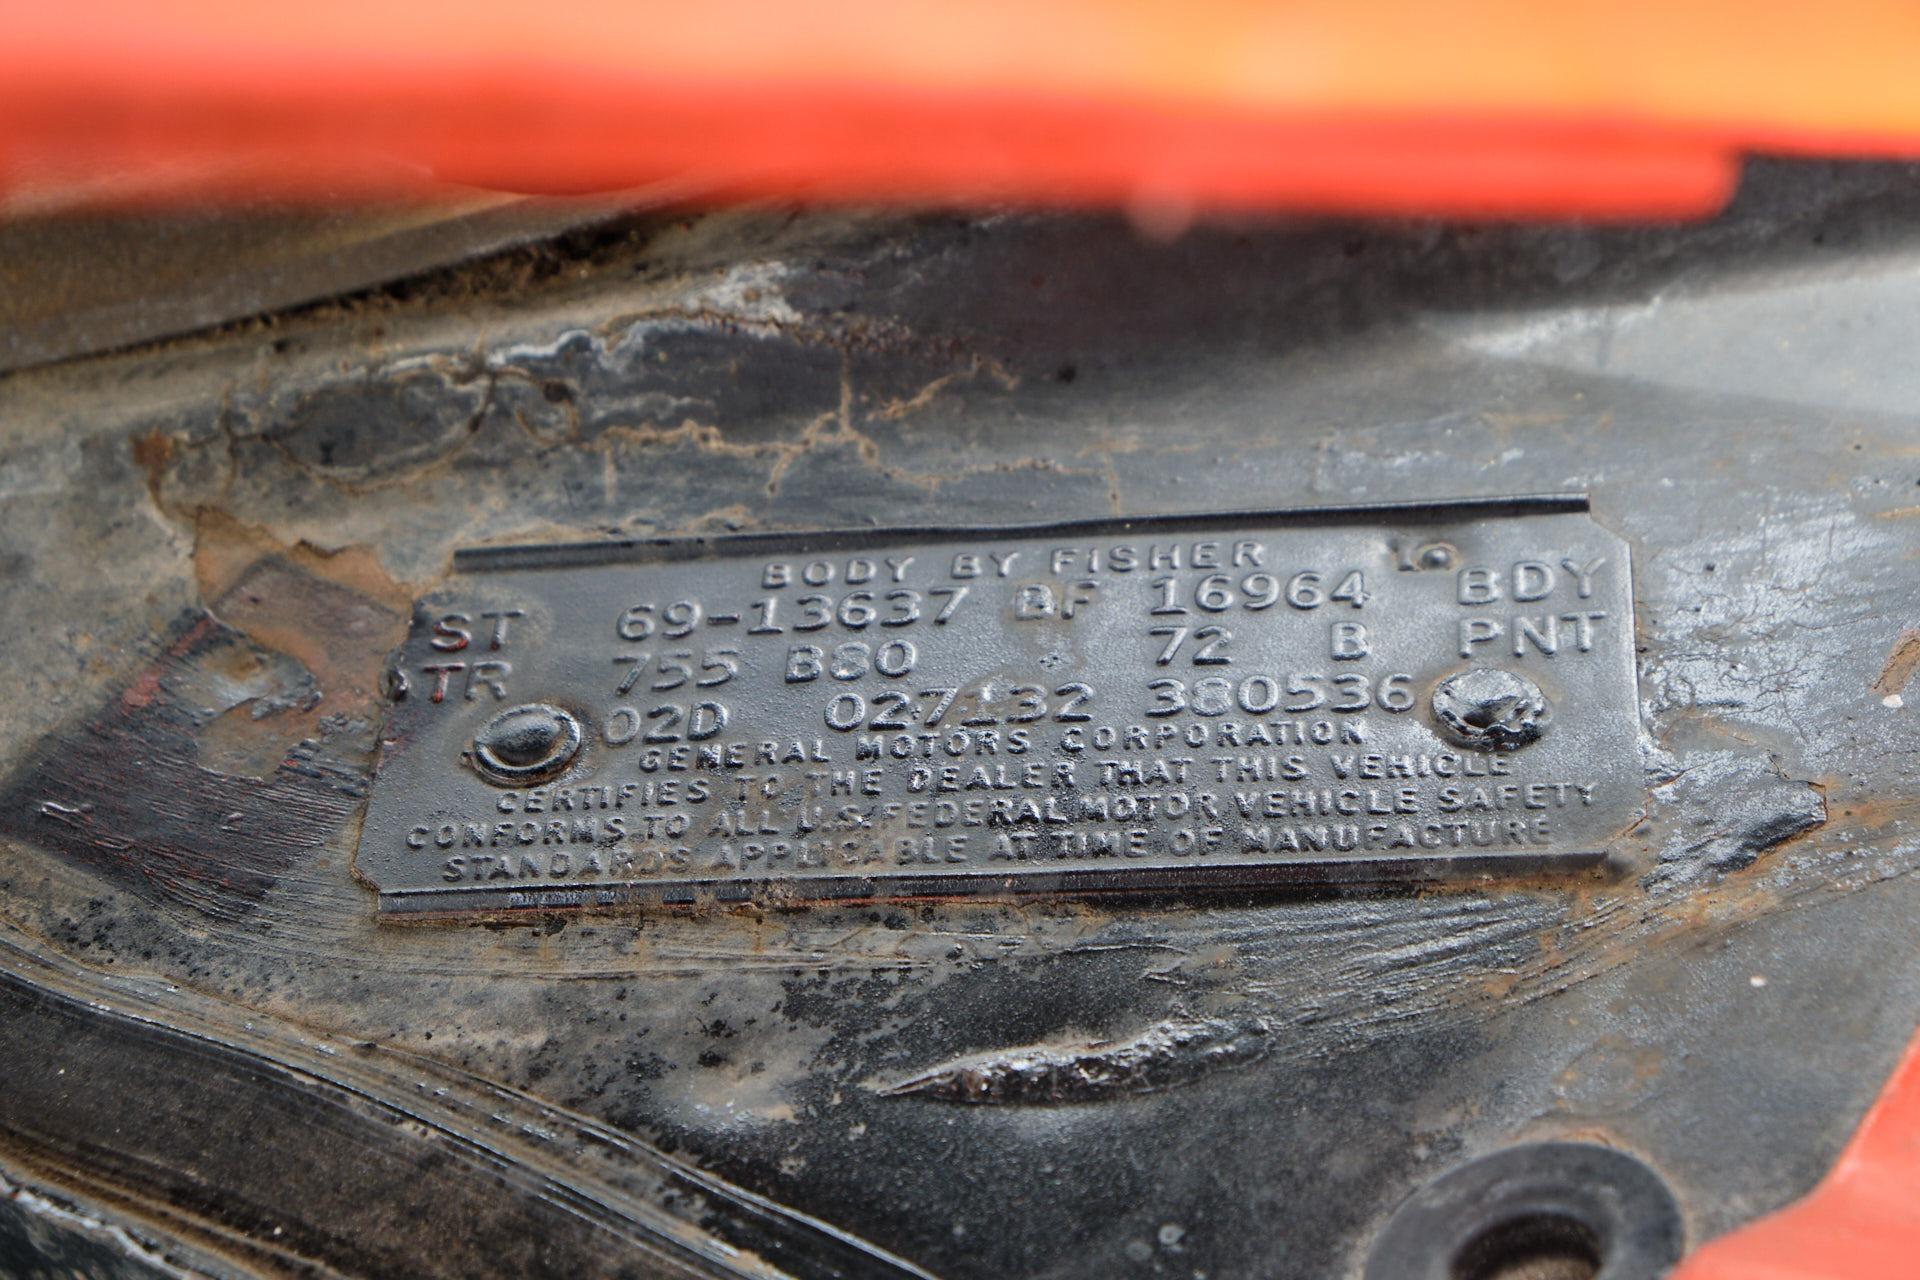 BODY BY FISHER
ST 69-13637 BF 16964 BDY
TR 755 B80 72 B PNT
02D 027132 380536
GENERAL MOTORS CORPORATION
CERTIFIES TO THE DEALER THAT THIS VEHICLE
CONFORMS TO ALL U.S. FEDERAL MOTOR VEHICLE SAFETY
STANDARDS APPLICABLE AT TIME OF MANUFACTURE